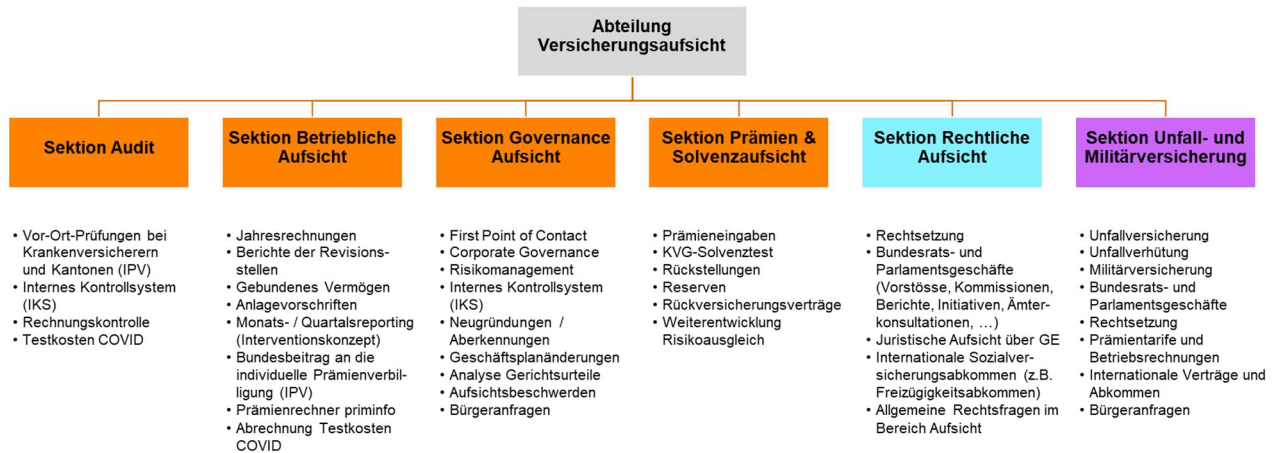 Abteilung
Versicherungsaufsicht
Sektion Audit
Sektion Betriebliche
Aufsicht
Sektion Governance
Aufsicht
Sektion Prämien &
Solvenzaufsicht
Sektion Rechtliche
Aufsicht
Sektion Unfall- und
Militärversicherung
• Vor-Ort-Prüfungen bei
Krankenversicherern
und Kantonen (IPV)
• Internes Kontrollsystem
(IKS)
• Rechnungskontrolle
• Testkosten COVID
• Jahresrechnungen
• Berichte der Revisions-
stellen
• Gebundenes Vermögen
• Anlagevorschriften
• Monats- / Quartalsreporting
(Interventionskonzept)
• Bundesbeitrag an die
individuelle Prämienverbil-
ligung (IPV)
• Prämienrechner priminfo
• Abrechnung Testkosten
COVID
• First Point of Contact
• Corporate Governance
• Risikomanagement
• Internes Kontrollsystem
(IKS)
• Neugründungen /
Aberkennungen
• Geschäftsplanänderungen
• Analyse Gerichtsurteile
• Aufsichtsbeschwerden
• Bürgeranfragen
• Prämieneingaben
• KVG-Solvenztest
• Rückstellungen
• Reserven
• Rückversicherungsverträge
• Weiterentwicklung
Risikoausgleich
• Rechtsetzung
• Bundesrats- und
Parlamentsgeschäfte
(Vorstösse, Kommissionen,
Berichte, Initiativen, Ämter-
konsultationen, …)
• Juristische Aufsicht über GE
• Internationale Sozialver-
sicherungsabkommen (z.B.
Freizügigkeitsabkommen)
• Allgemeine Rechtsfragen im
Bereich Aufsicht
• Unfallversicherung
• Unfallverhütung
• Militärversicherung
• Bundesrats- und
Parlamentsgeschäfte
• Rechtsetzung
• Prämientarife und
Betriebsrechnungen
• Internationale Verträge und
Abkommen
• Bürgeranfragen